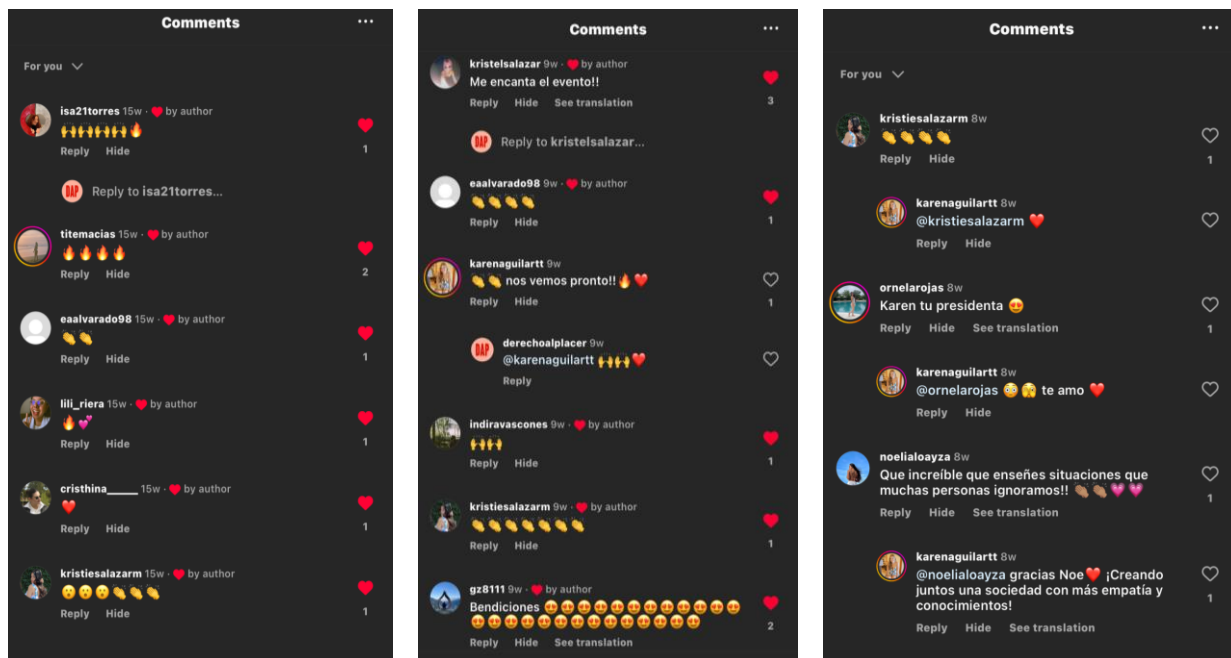 Comments
For you
isa21torres 15w · ❤️ by author
🙌🙌🙌🙌🔥
Reply Hide
1
DAP Reply to isa21torres...
titemacias 15w · ❤️ by author
🔥🔥🔥🔥
Reply Hide
2
eaalvarado98 15w · ❤️ by author
👏👏
Reply Hide
1
lili_riera 15w · ❤️ by author
🔥💕
Reply Hide
1
cristhina_____ 15w · ❤️ by author
❤️
Reply Hide
1
kristiesalazarm 15w · ❤️ by author
😮😮😮👏👏👏
Reply Hide
1
Comments
kristelsalazar 9w · ❤️ by author
Me encanta el evento!!
Reply Hide See translation
3
DAP Reply to kristelsalazar...
eaalvarado98 9w · ❤️ by author
👏👏👏👏
Reply Hide
1
karenaguilartt 9w
👏👏 nos vemos pronto!!🔥❤️
Reply Hide
1
DAP
derechoalplacer 9w
@karenaguilartt 🙌🙌❤️
Reply
indiravascones 9w · ❤️ by author
🙌🙌
Reply Hide
1
kristiesalazarm 9w · ❤️ by author
👏👏👏👏👏👏👏
Reply Hide
1
gz8111 9w · ❤️ by author
Bendiciones 😍😍😍😍😍😍😍😍😍😍😍😍
😍😍😍😍😍😍😍😍😍😍😍😍😍😍
Reply Hide See translation
2
Comments
For you
kristiesalazarm 8w
👏👏👏👏
Reply Hide
1
karenaguilartt 8w
@kristiesalazarm ❤️
Reply Hide
ornelarojas 8w
Karen tu presidenta 😍
Reply Hide See translation
1
karenaguilartt 8w
@ornelarojas 😳🫣 te amo ❤️
Reply Hide
noelialoayza 8w
Que increíble que enseñes situaciones que
muchas personas ignoramos!! 👏🏽👏🏽💗💗
Reply Hide See translation
1
karenaguilartt 8w
@noelialoayza gracias Noe❤️ ¡Creando
juntos una sociedad con más empatía y
conocimientos!
Reply Hide See translation
1